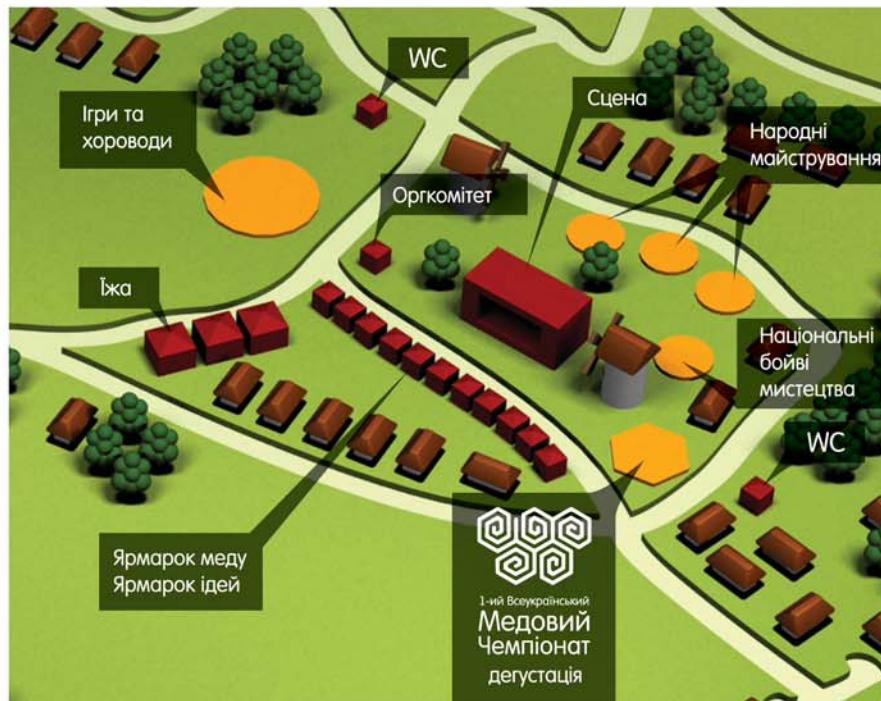 WC
Сцена
Ігри та
хороводи
Народні
майстрування
Оргкомітет
Їжа
Національні
бойві
мистецтва
WC
Ярмарок меду
Ярмарок ідей
1-ий Всеукраїнський
Медовий
Чемпіонат
дегустація